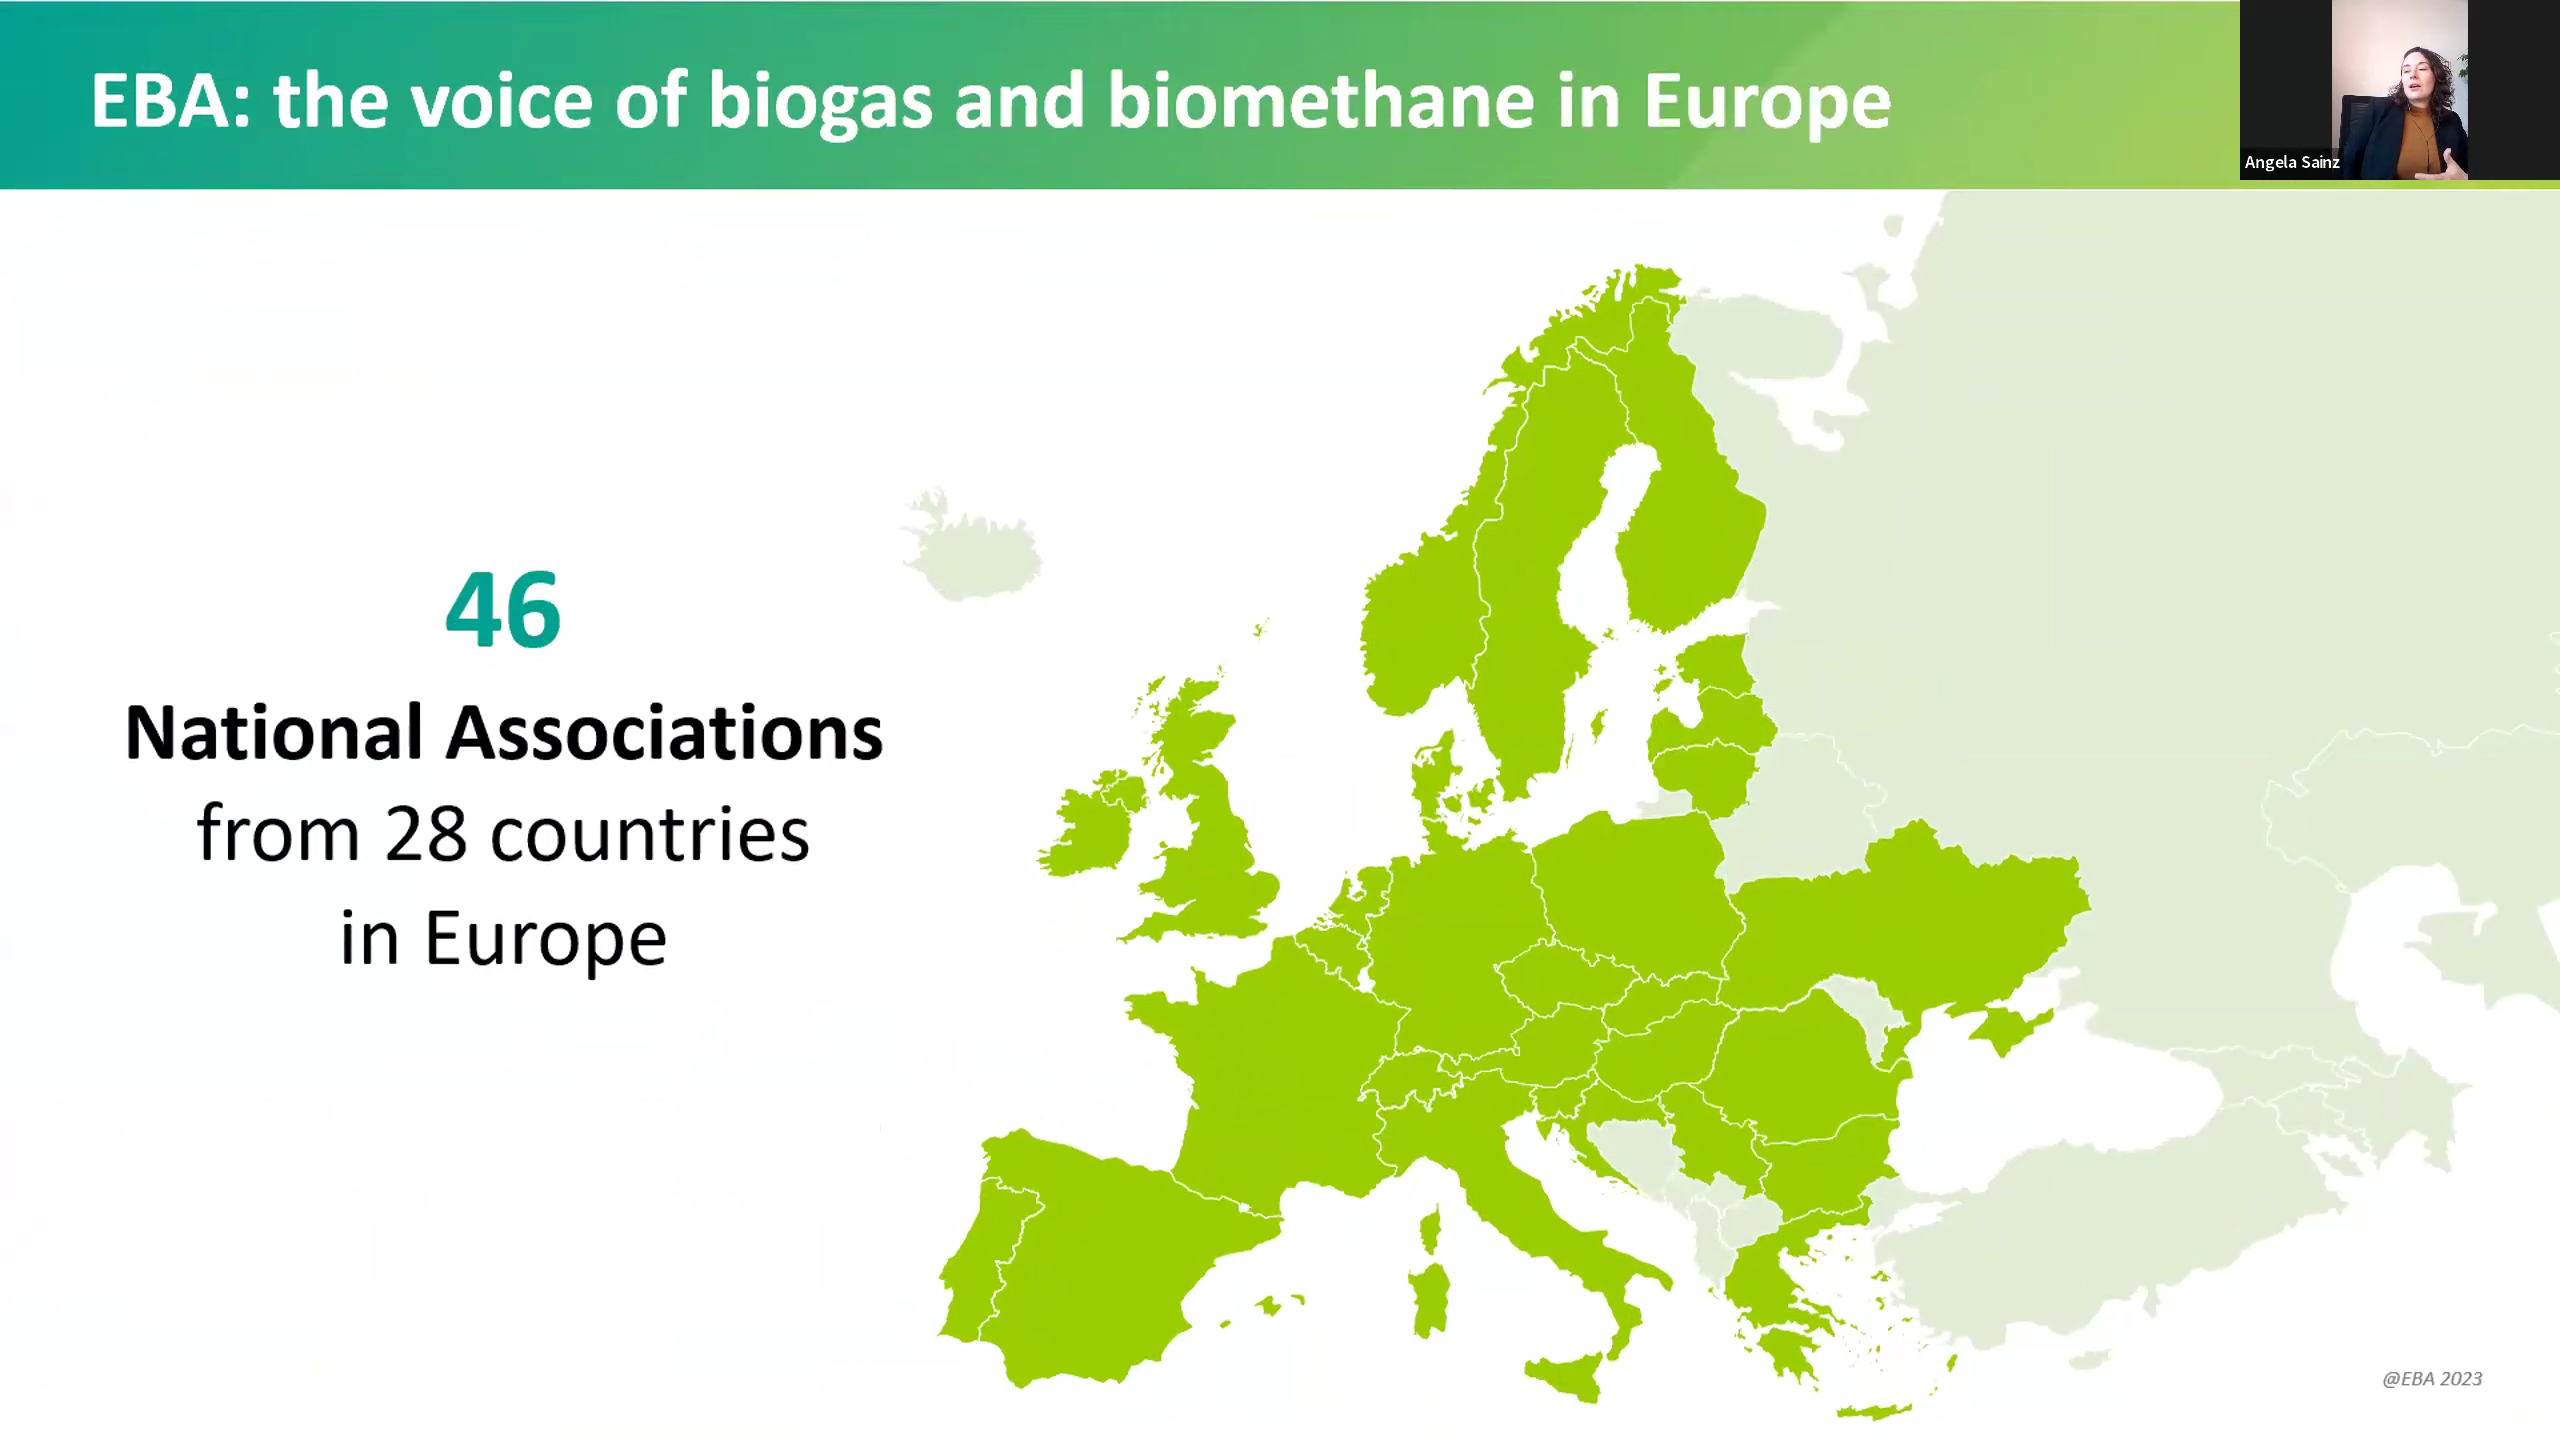 EBA: the voice of biogas and biomethane in Europe
Angela Sainz
46
National Associations
from 28 countries
in Europe
@EBA 2023